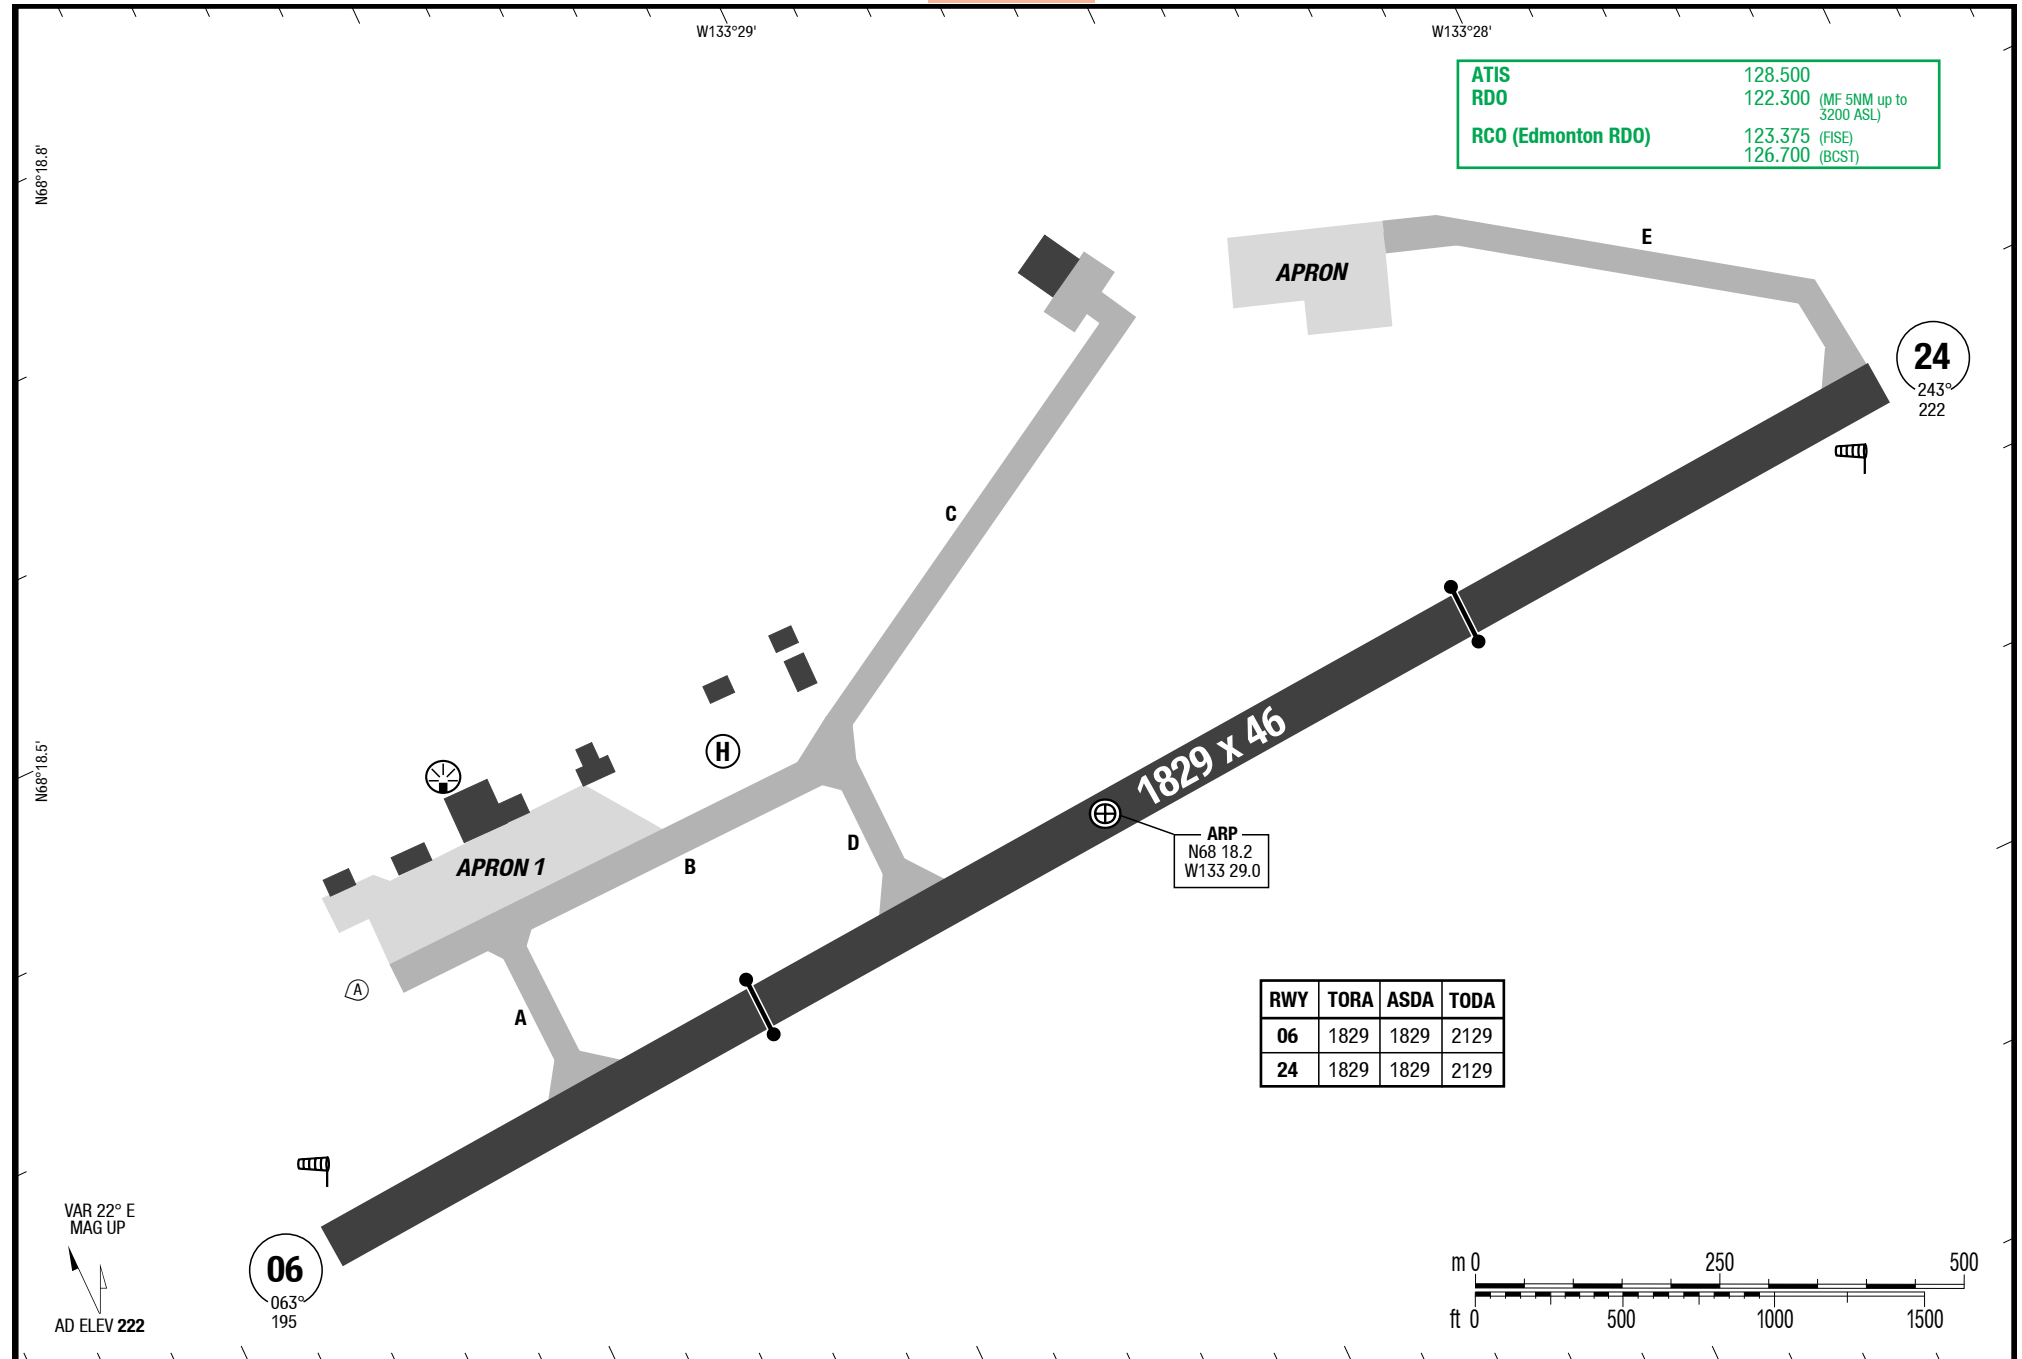 W133°29'
W133°28'
ATIS 128.500
RDO 122.300 (MF 5NM up to
3200 ASL)
RCO (Edmonton RDO) 123.375 (FISE)
126.700 (BCST)
N68°18.8'
E
APRON
24
243°
222
C
1829 x 46
H
N68°18.5'
ARP
N68 18.2
W133 29.0
D
B
APRON 1
A
A
RWY TORA ASDA TODA
06 1829 1829 2129
24 1829 1829 2129
VAR 22° E
MAG UP
AD ELEV 222
06
063°
195
m 0 250 500
ft 0 500 1000 1500